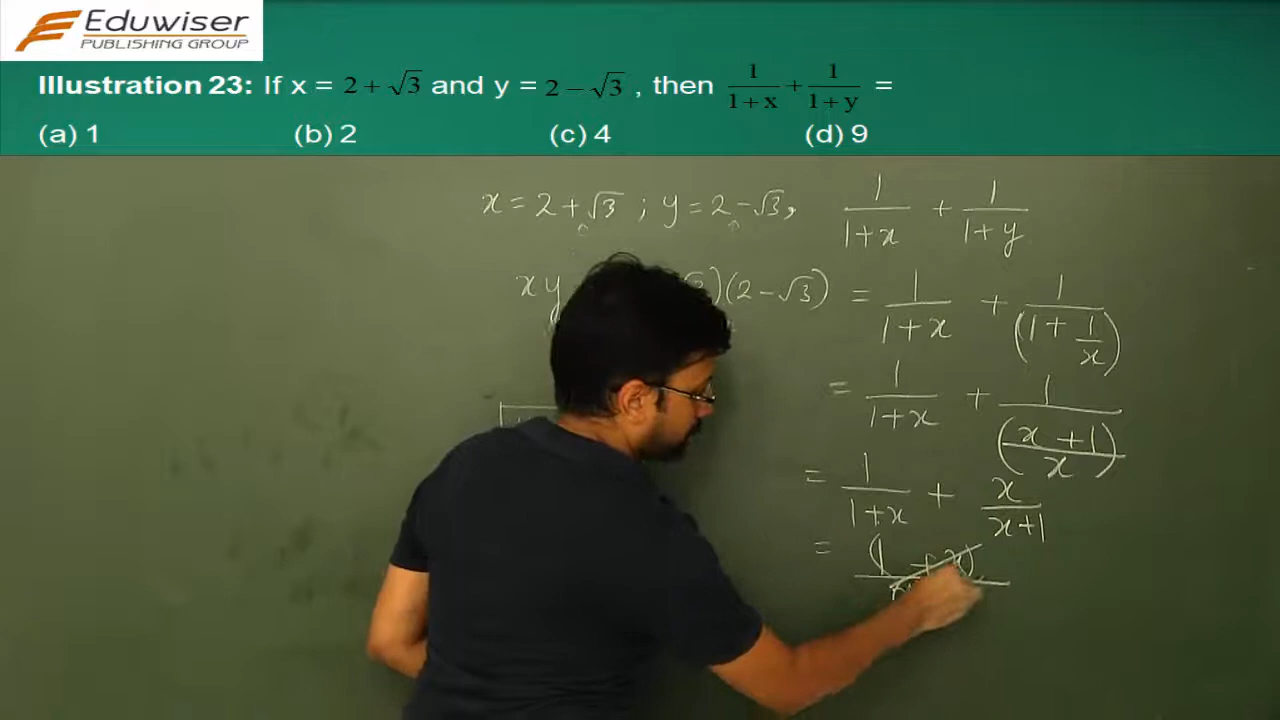 Eduwiser
PUBLISHING GROUP
Illustration 23: If x = 2 + √3 and y = 2 − √3 , then 1/(1+x) + 1/(1+y) =
(a) 1 (b) 2 (c) 4 (d) 9
x = 2 + √3 ; y = 2 − √3, 1/(1+x) + 1/(1+y)
xy )(2 − √3) = 1/(1+x) + 1/(1 + 1/x)
= 1/(1+x) + 1/((x+1)/x)
= 1/(1+x) + x/(x+1)
= (1 + x)